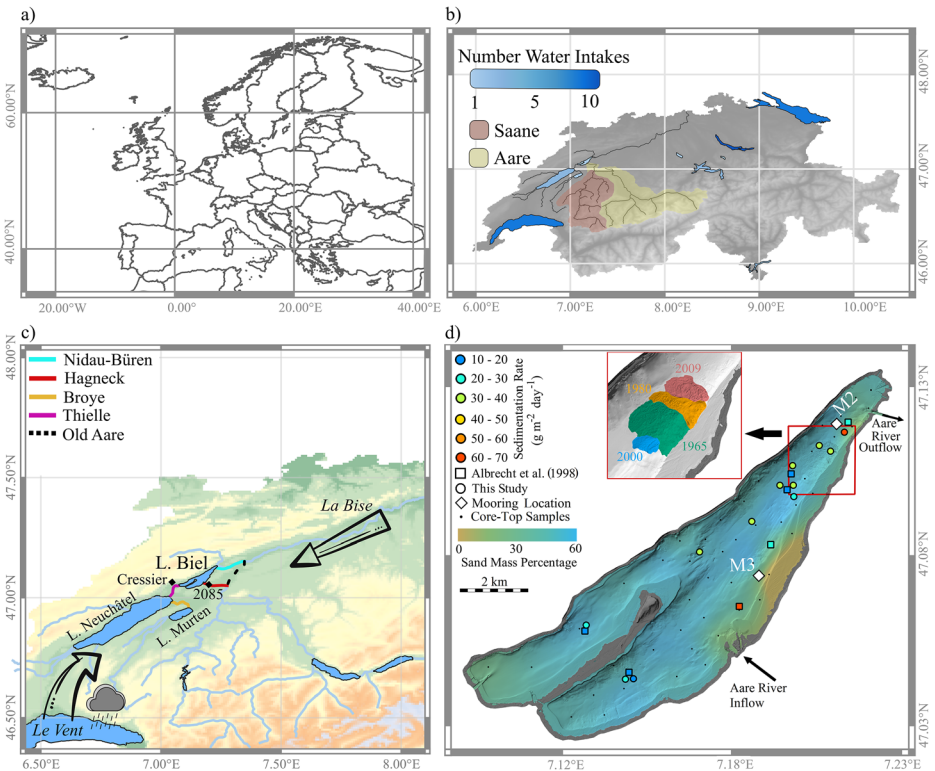 a)
60.00°N
40.00°N
20.00°W
0.00°E
20.00°E
40.00°E
b)
Number Water Intakes
1
5
10
Saane
Aare
48.00°N
47.00°N
46.00°N
6.00°E
7.00°E
8.00°E
9.00°E
10.00°E
c)
Nidau-Büren
Hagneck
Broye
Thielle
Old Aare
La Bise
L. Biel
Cressier
2085
L. Neuchâtel
L. Murten
Le Vent
48.00°N
47.50°N
47.00°N
46.50°N
6.50°E
7.00°E
7.50°E
8.00°E
d)
10 - 20
20 - 30
30 - 40
40 - 50
50 - 60
60 - 70
Sedimentation Rate
(g m⁻² day⁻¹)
Albrecht et al. (1998)
This Study
Mooring Location
Core-Top Samples
0
30
60
Sand Mass Percentage
2 km
2009
1980
1965
2000
M2
Aare
River
Outflow
M3
Aare River
Inflow
47.13°N
47.08°N
47.03°N
7.12°E
7.18°E
7.23°E